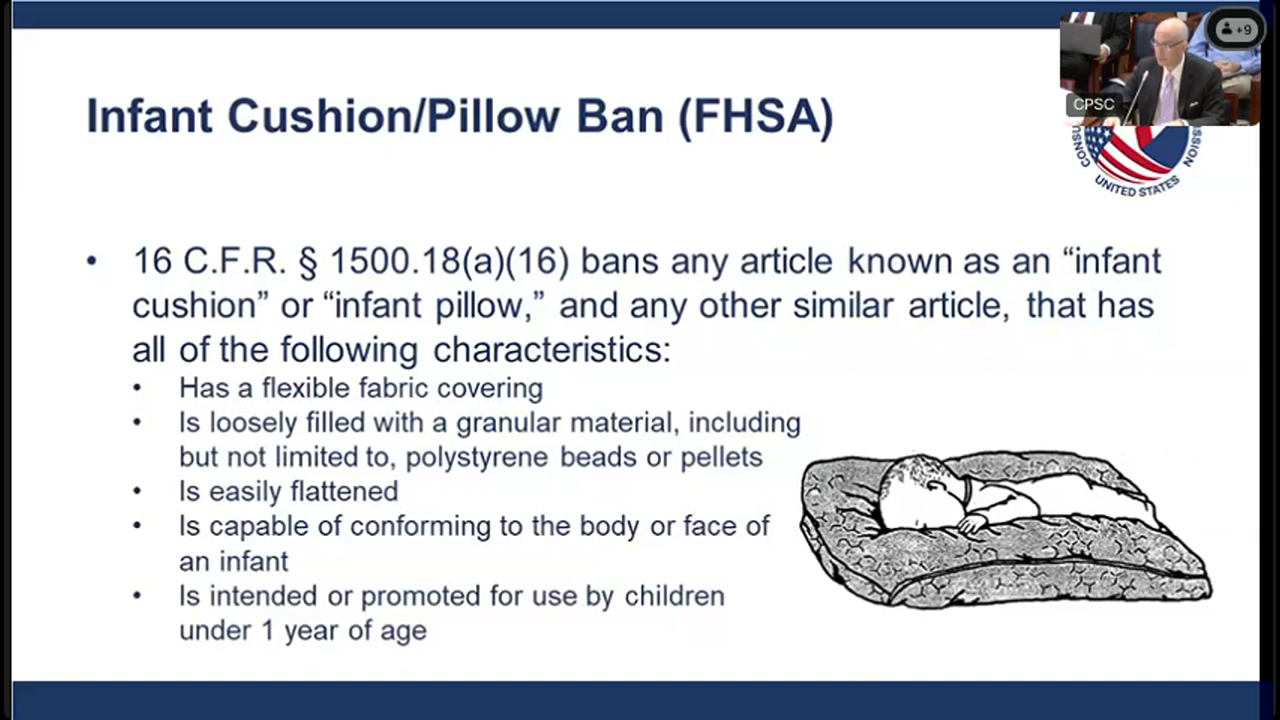 +9
CPSC
Infant Cushion/Pillow Ban (FHSA)
UNITED STATES
• 16 C.F.R. § 1500.18(a)(16) bans any article known as an “infant
cushion” or “infant pillow,” and any other similar article, that has
all of the following characteristics:
• Has a flexible fabric covering
• Is loosely filled with a granular material, including
but not limited to, polystyrene beads or pellets
• Is easily flattened
• Is capable of conforming to the body or face of
an infant
• Is intended or promoted for use by children
under 1 year of age